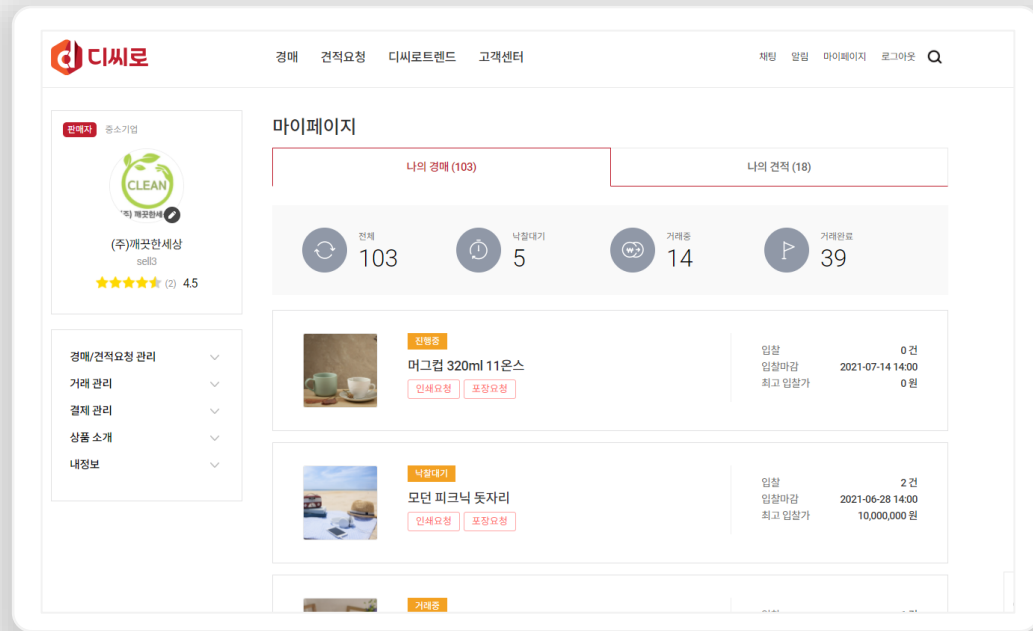 디씨로
경매 견적요청 디씨로트렌드 고객센터
채팅 알림 마이페이지 로그아웃
판매자 중소기업
CLEAN
(주)깨끗한세상
sell3
(2) 4.5
경매/견적요청 관리
거래 관리
결제 관리
상품 소개
내정보
마이페이지
나의 경매 (103)
나의 견적 (18)
전체
103
낙찰대기
5
거래중
14
거래완료
39
진행중
머그컵 320ml 11온스
인쇄요청 포장요청
입찰 0 건
입찰마감 2021-07-14 14:00
최고 입찰가 0 원
낙찰대기
모던 피크닉 돗자리
인쇄요청 포장요청
입찰 2 건
입찰마감 2021-06-28 14:00
최고 입찰가 10,000,000 원
거래중